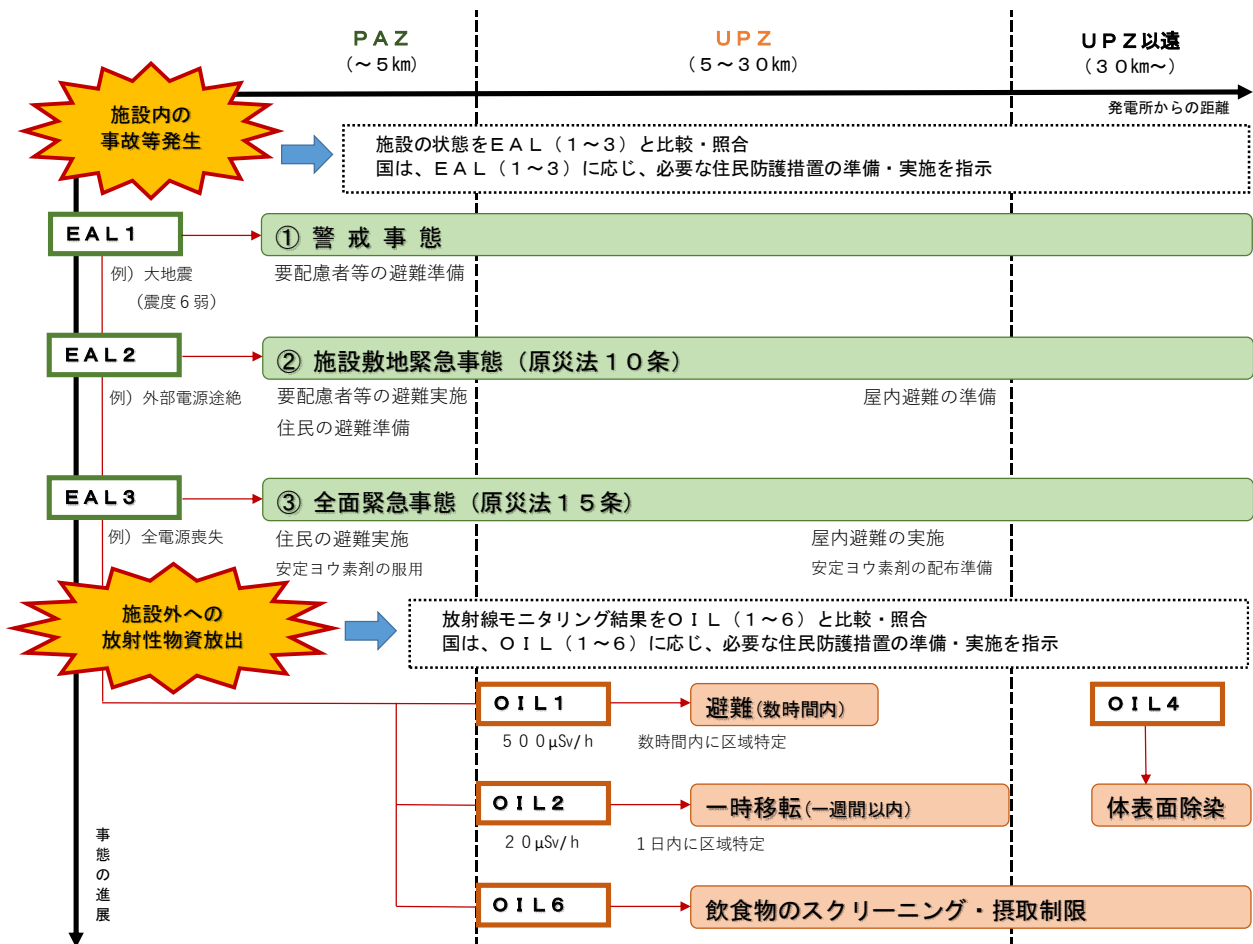 ＰＡＺ
（～５km）
ＵＰＺ
（５～３０km）
ＵＰＺ以遠
（３０km～）
発電所からの距離
施設内の
事故等発生
施設の状態をＥＡＬ（１～３）と比較・照合
国は、ＥＡＬ（１～３）に応じ、必要な住民防護措置の準備・実施を指示
ＥＡＬ１
① 警 戒 事 態
例）大地震
（震度６弱）
要配慮者等の避難準備
ＥＡＬ２
② 施設敷地緊急事態（原災法１０条）
例）外部電源途絶
要配慮者等の避難実施
屋内避難の準備
住民の避難準備
ＥＡＬ３
③ 全面緊急事態（原災法１５条）
例）全電源喪失
住民の避難実施
屋内避難の実施
安定ヨウ素剤の服用
安定ヨウ素剤の配布準備
施設外への
放射性物資放出
放射線モニタリング結果をＯＩＬ（１～６）と比較・照合
国は、ＯＩＬ（１～６）に応じ、必要な住民防護措置の準備・実施を指示
ＯＩＬ１
避難（数時間内）
ＯＩＬ４
５００μSv/h
数時間内に区域特定
ＯＩＬ２
一時移転（一週間以内）
体表面除染
２０μSv/h
１日内に区域特定
ＯＩＬ６
飲食物のスクリーニング・摂取制限
事態の進展